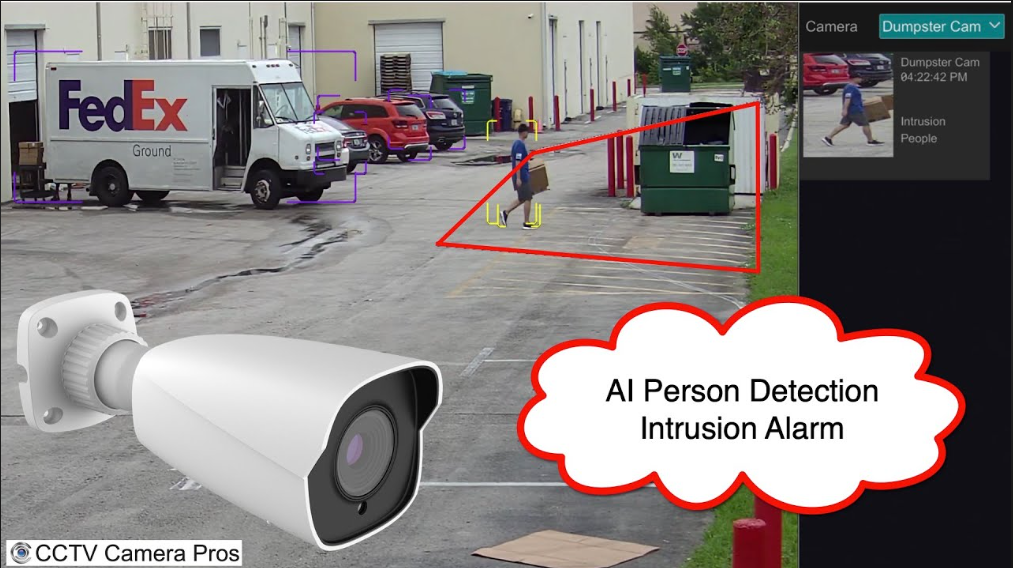 Camera
Dumpster Cam
Dumpster Cam
04:22:42 PM
Intrusion
People
FedEx
Ground
W
AI Person Detection
Intrusion Alarm
CCTV Camera Pros